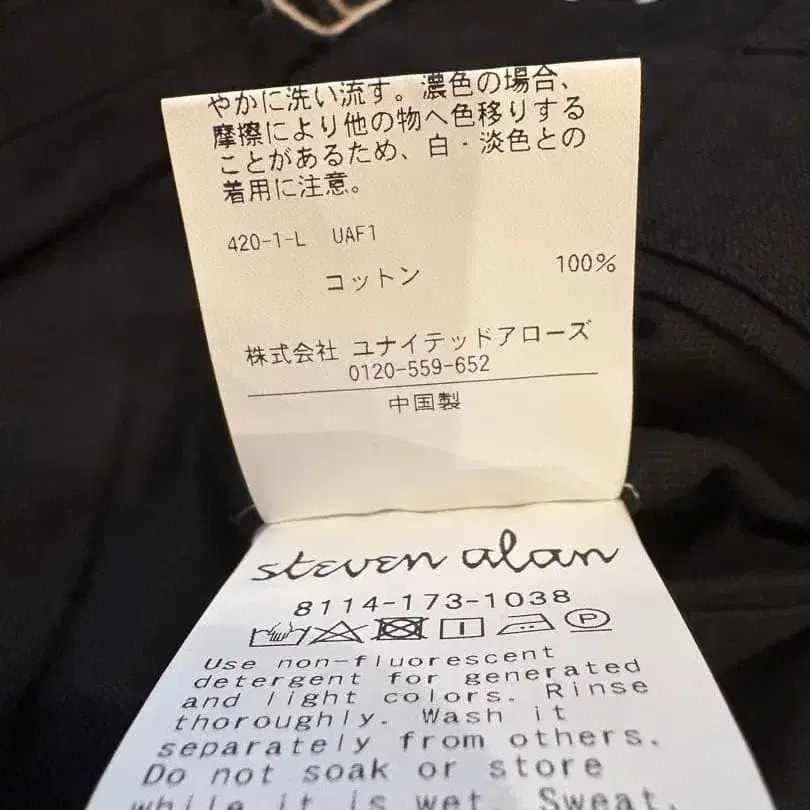 やかに洗い流す。濃色の場合、
摩擦により他の物へ色移りする
ことがあるため、白・淡色との
着用に注意。
420-1-L UAF1
コットン 100%
株式会社 ユナイテッドアローズ
0120-559-652
中国製
steven alan
8114-173-1038
Use non-fluorescent
detergent for generated
and light colors. Rinse
thoroughly. Wash it
separately from others.
Do not soak or store
while it is wet. Sweat,